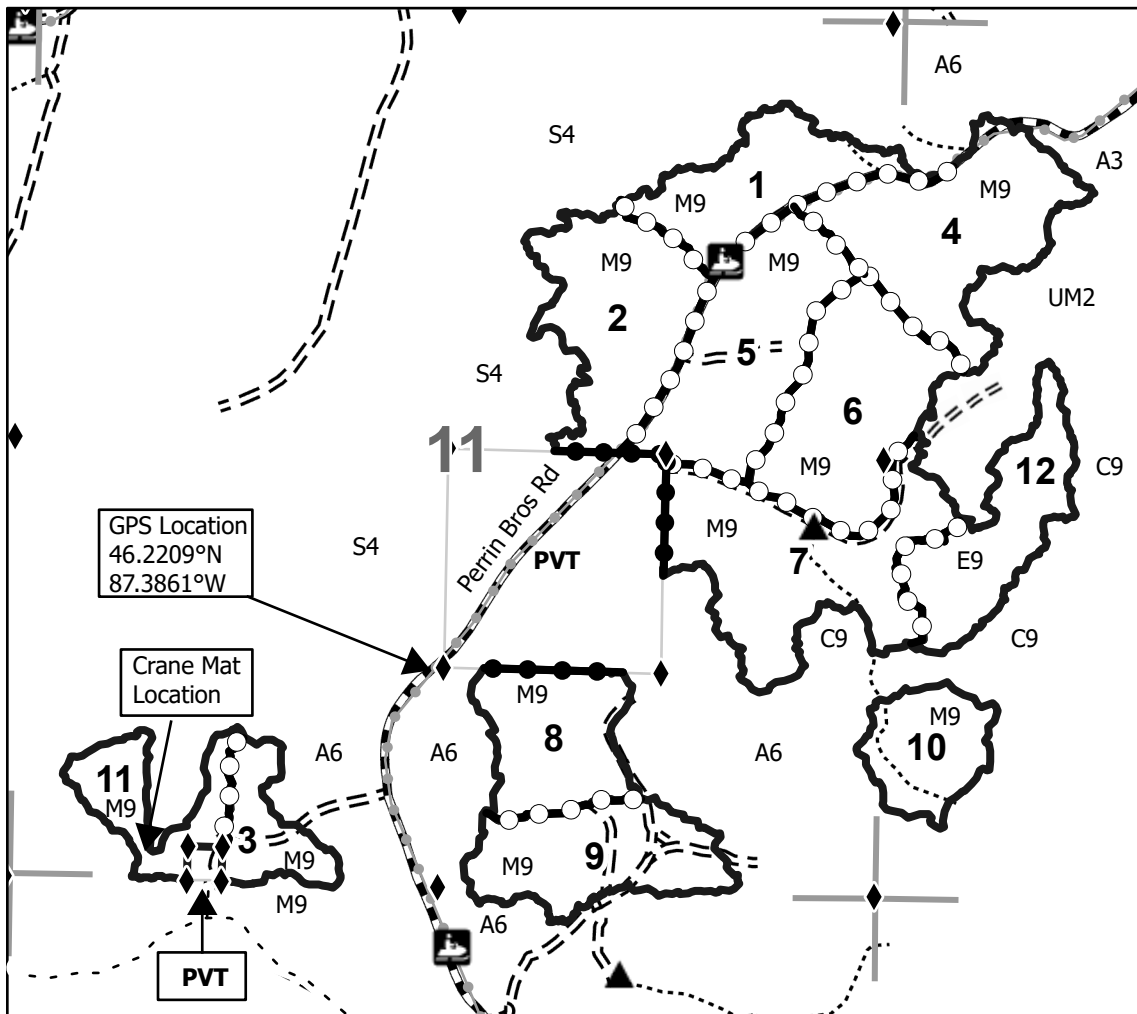 A6
S4
A3
1
M9
M9
4
M9
M9
UM2
2
5
S4
6
11
M9
12
C9
GPS Location
46.2209°N
87.3861°W
Perrin Bros Rd
S4
PVT
M9
7
E9
C9
C9
Crane Mat
Location
M9
8
A6
A6
A6
M9
10
11
M9
3
M9
M9
9
M9
A6
PVT